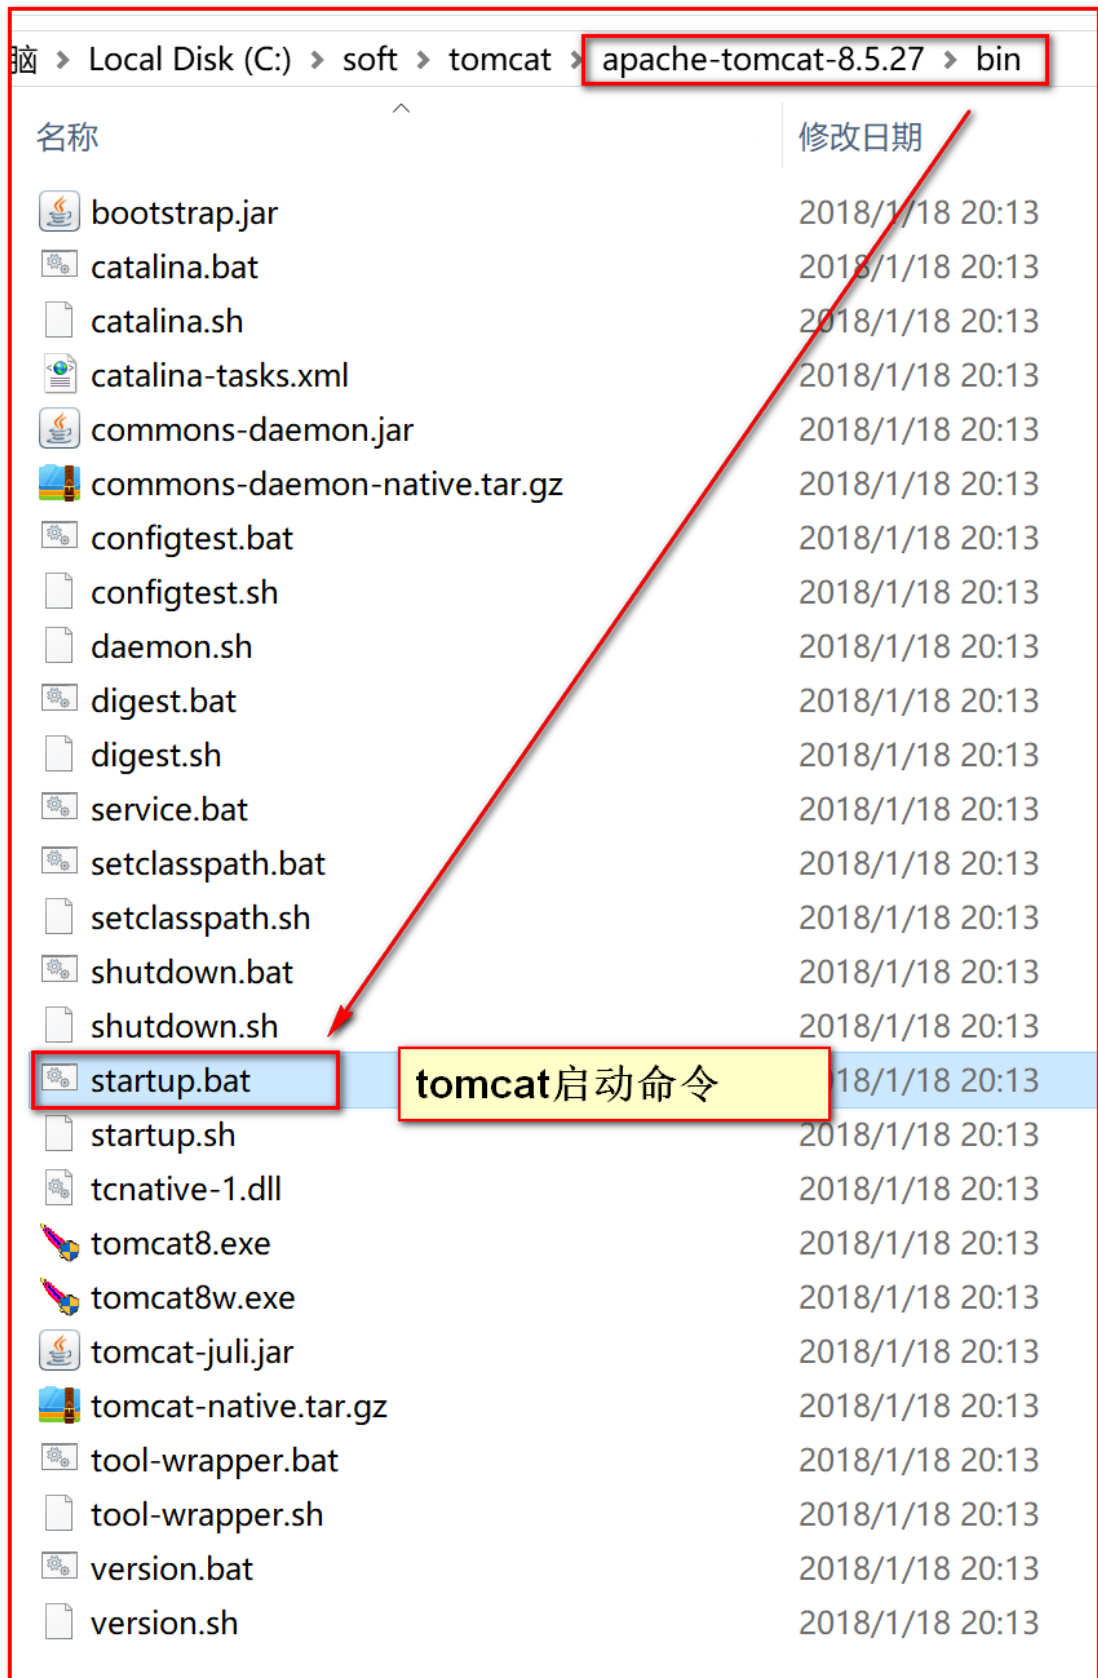 脑 > Local Disk (C:) > soft > tomcat > apache-tomcat-8.5.27 > bin
名称 修改日期
bootstrap.jar 2018/1/18 20:13
catalina.bat 2018/1/18 20:13
catalina.sh 2018/1/18 20:13
catalina-tasks.xml 2018/1/18 20:13
commons-daemon.jar 2018/1/18 20:13
commons-daemon-native.tar.gz 2018/1/18 20:13
configtest.bat 2018/1/18 20:13
configtest.sh 2018/1/18 20:13
daemon.sh 2018/1/18 20:13
digest.bat 2018/1/18 20:13
digest.sh 2018/1/18 20:13
service.bat 2018/1/18 20:13
setclasspath.bat 2018/1/18 20:13
setclasspath.sh 2018/1/18 20:13
shutdown.bat 2018/1/18 20:13
shutdown.sh 2018/1/18 20:13
startup.bat tomcat启动命令 18/1/18 20:13
startup.sh 2018/1/18 20:13
tcnative-1.dll 2018/1/18 20:13
tomcat8.exe 2018/1/18 20:13
tomcat8w.exe 2018/1/18 20:13
tomcat-juli.jar 2018/1/18 20:13
tomcat-native.tar.gz 2018/1/18 20:13
tool-wrapper.bat 2018/1/18 20:13
tool-wrapper.sh 2018/1/18 20:13
version.bat 2018/1/18 20:13
version.sh 2018/1/18 20:13